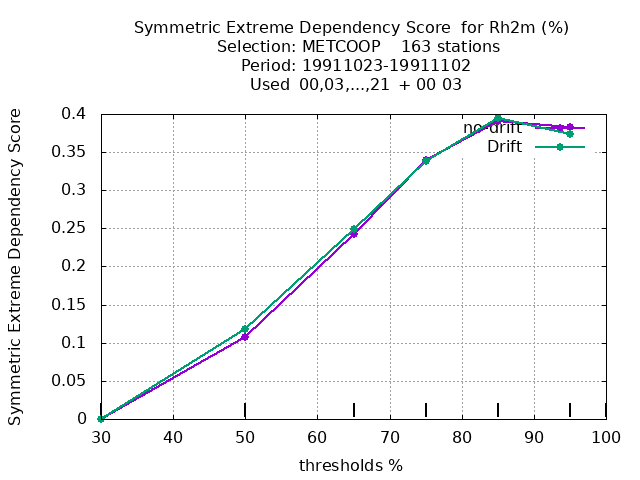 Symmetric Extreme Dependency Score for Rh2m (%)
Selection: METCOOP 163 stations
Period: 19911023-19911102
Used 00,03,...,21 + 00 03
Symmetric Extreme Dependency Score
0.4
0.35
0.3
0.25
0.2
0.15
0.1
0.05
0
no drift
Drift
30 40 50 60 70 80 90 100
thresholds %